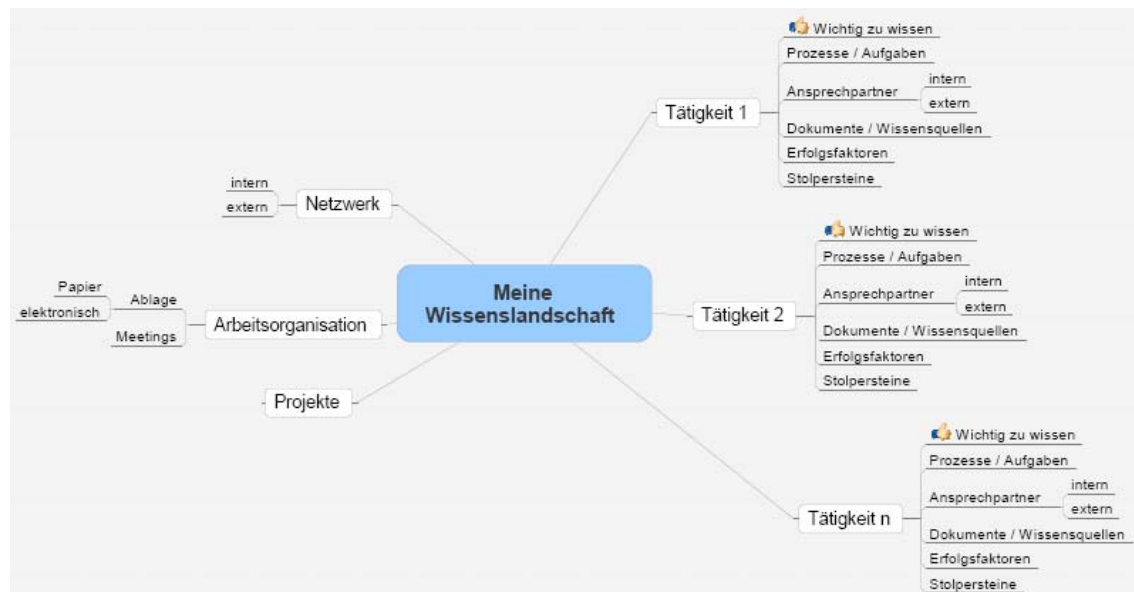 Meine
Wissenslandschaft
Tätigkeit 1
Wichtig zu wissen
Prozesse / Aufgaben
Ansprechpartner
intern
extern
Dokumente / Wissensquellen
Erfolgsfaktoren
Stolpersteine
Tätigkeit 2
Wichtig zu wissen
Prozesse / Aufgaben
Ansprechpartner
intern
extern
Dokumente / Wissensquellen
Erfolgsfaktoren
Stolpersteine
Tätigkeit n
Wichtig zu wissen
Prozesse / Aufgaben
Ansprechpartner
intern
extern
Dokumente / Wissensquellen
Erfolgsfaktoren
Stolpersteine
Netzwerk
intern
extern
Arbeitsorganisation
Ablage
Papier
elektronisch
Meetings
Projekte